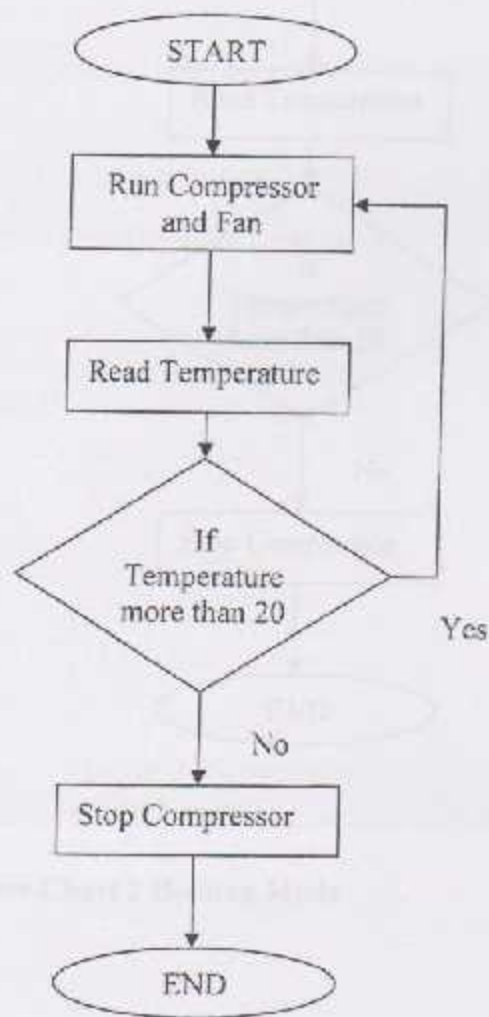 START
Run Compressor
and Fan
Read Temperature
If
Temperature
more than 20
Yes
No
Stop Compressor
END